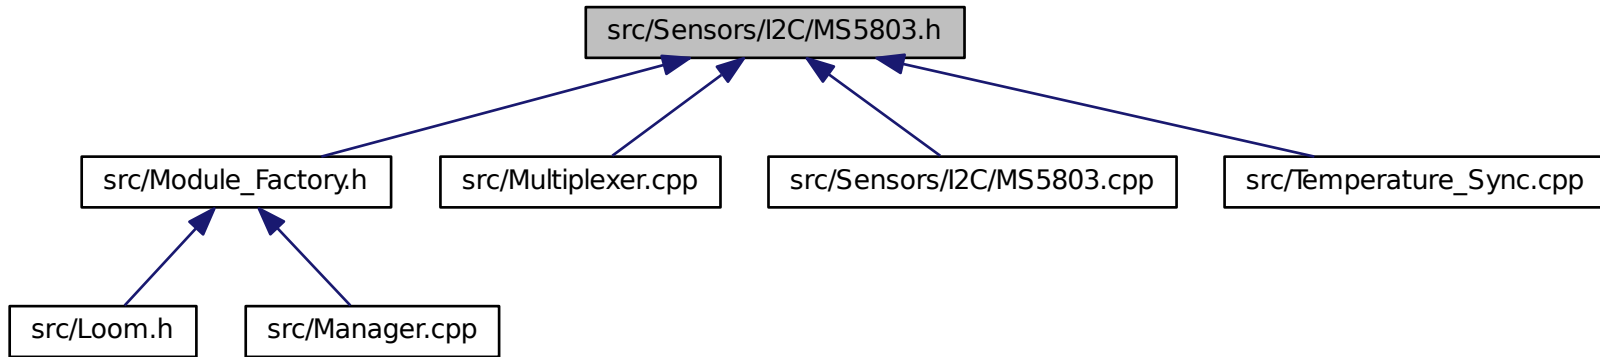 src/Sensors/I2C/MS5803.h
src/Module_Factory.h
src/Multiplexer.cpp
src/Sensors/I2C/MS5803.cpp
src/Temperature_Sync.cpp
src/Loom.h
src/Manager.cpp